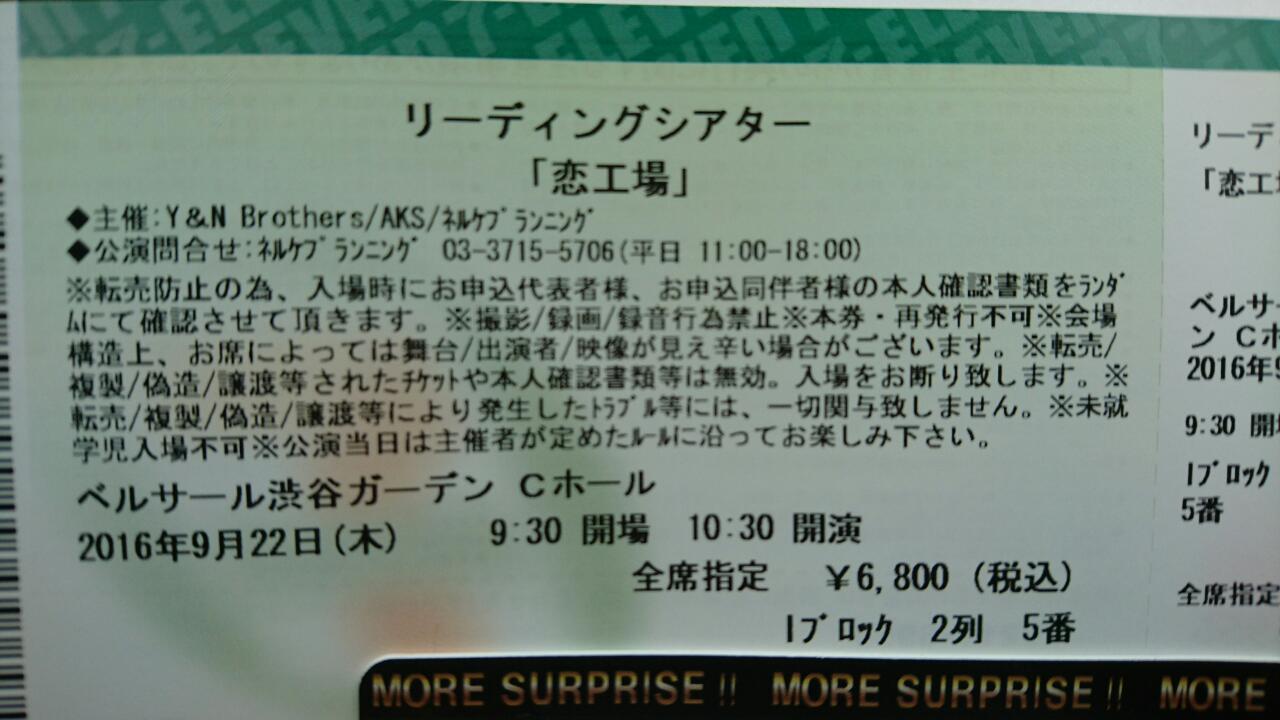 7-ELEVEN
リーディングシアター
「恋工場」
◆主催:Y&N Brothers/AKS/ﾈﾙｹﾌﾟﾗﾝﾆﾝｸﾞ
◆公演問合せ:ﾈﾙｹﾌﾟﾗﾝﾆﾝｸﾞ 03-3715-5706(平日 11:00-18:00)
※転売防止の為、入場時にお申込代表者様、お申込同伴者様の本人確認書類をﾗﾝﾀﾞ
ﾑにて確認させて頂きます。※撮影/録画/録音行為禁止※本券・再発行不可※会場
構造上、お席によっては舞台/出演者/映像が見え辛い場合がございます。※転売/
複製/偽造/譲渡等されたﾁｹｯﾄや本人確認書類等は無効。入場をお断り致します。※
転売/複製/偽造/譲渡等により発生したﾄﾗﾌﾞﾙ等には、一切関与致しません。※未就
学児入場不可※公演当日は主催者が定めたﾙｰﾙに沿ってお楽しみ下さい。
ベルサール渋谷ガーデン Cホール
2016年9月22日(木) 9:30 開場 10:30 開演
全席指定 ￥6,800 (税込)
Iﾌﾞﾛｯｸ 2列 5番
MORE SURPRISE !! MORE SURPRISE !! MORE
リーデ
「恋工
ベルサー
ン Cホ
2016年9
9:30 開
Iﾌﾞﾛｯｸ
5番
全席指定